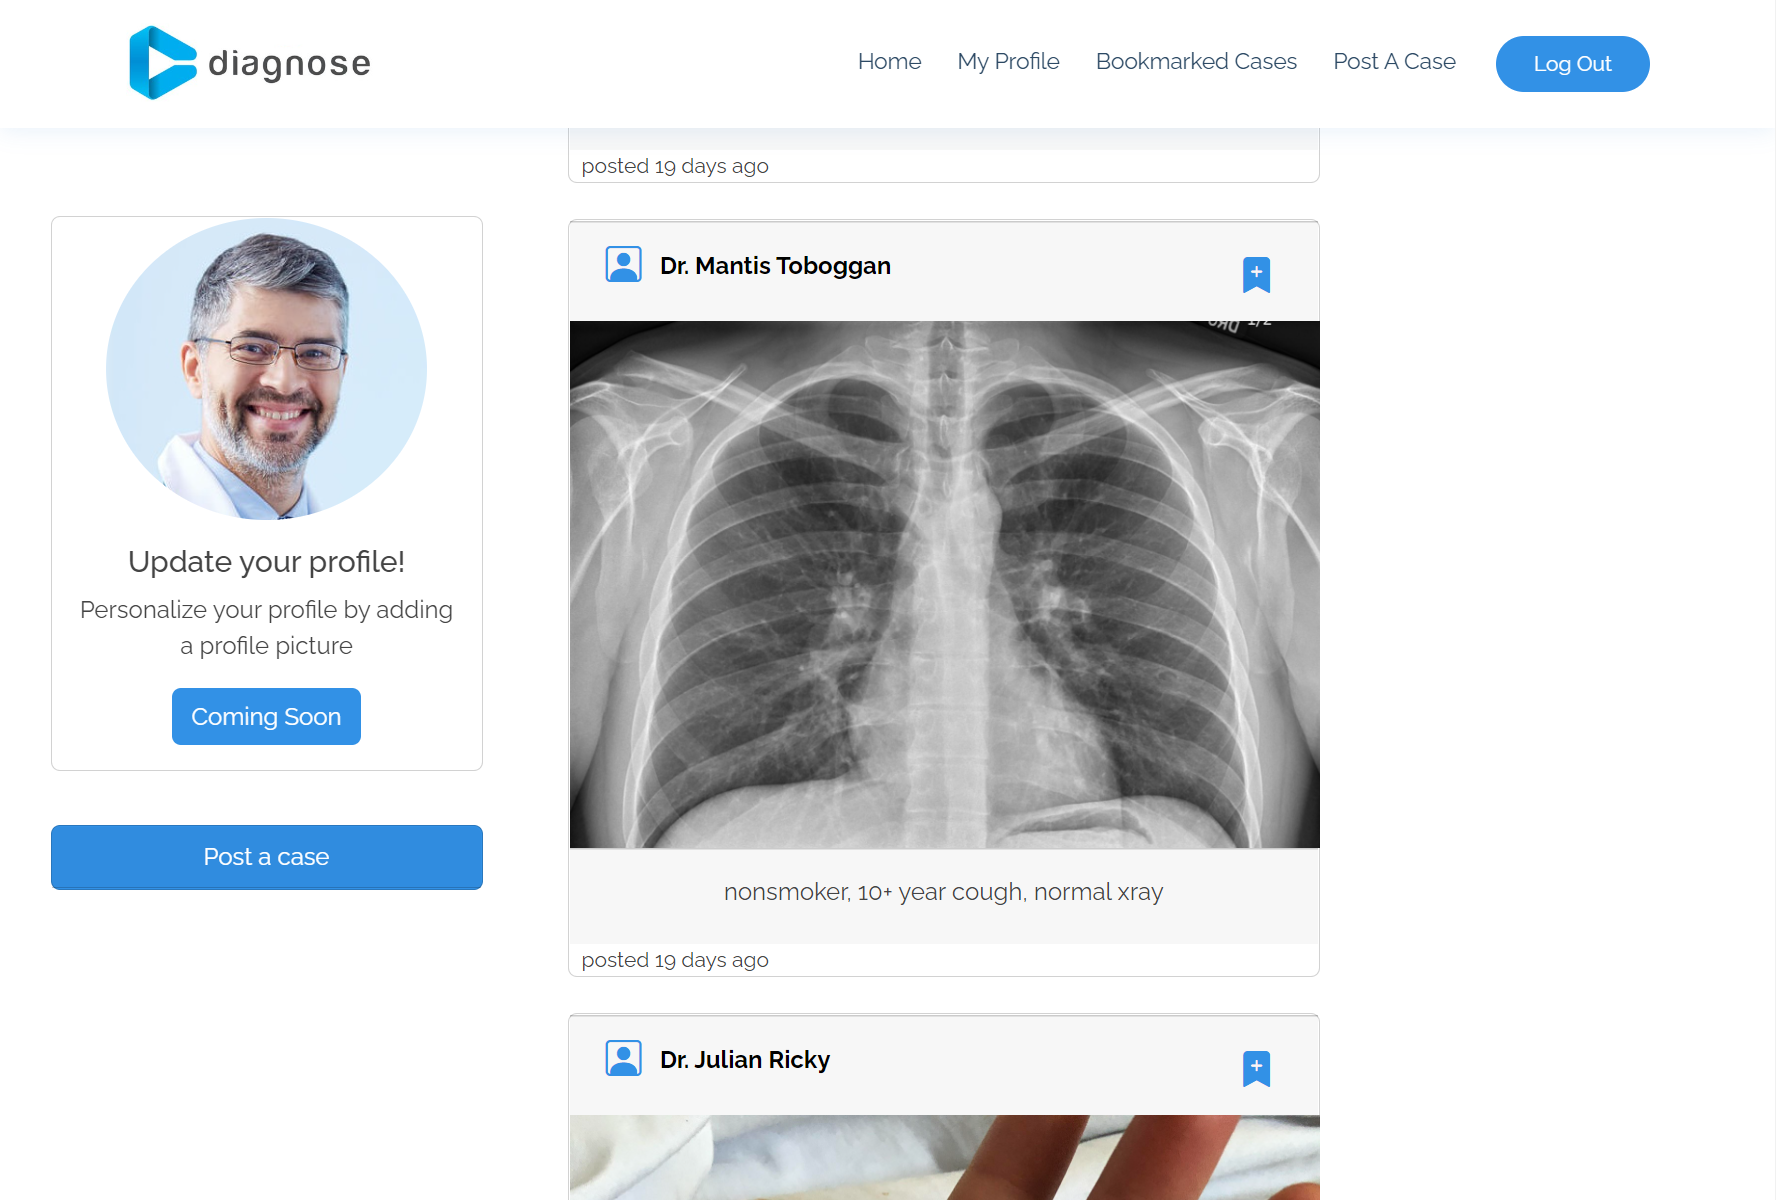 diagnose
Home
My Profile
Bookmarked Cases
Post A Case
Log Out
posted 19 days ago
Update your profile!
Personalize your profile by adding
a profile picture
Coming Soon
Post a case
Dr. Mantis Toboggan
nonsmoker, 10+ year cough, normal xray
posted 19 days ago
Dr. Julian Ricky